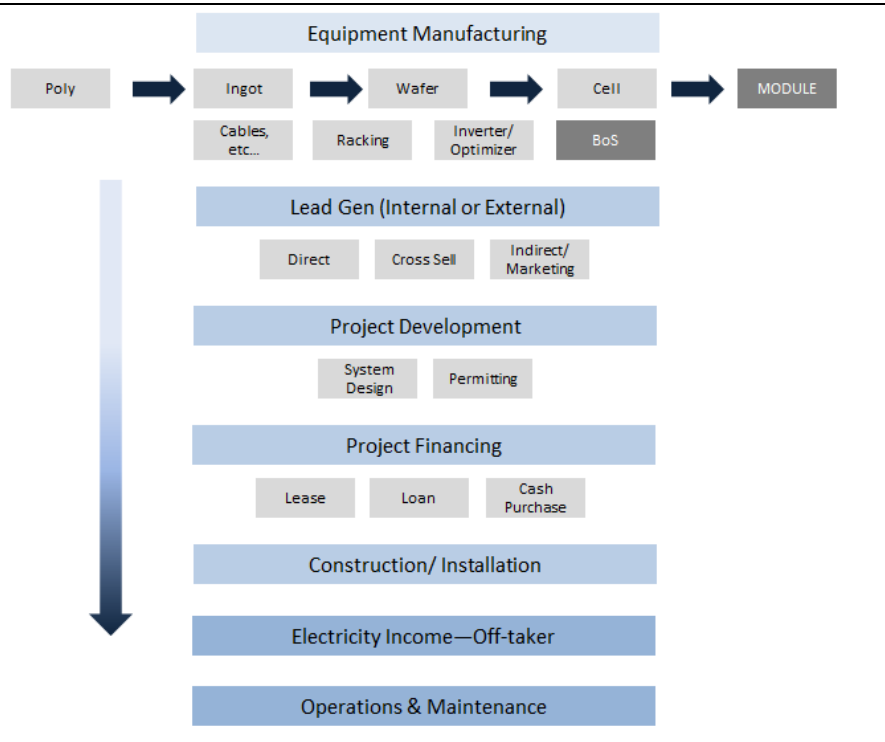 Equipment Manufacturing
Poly
Ingot
Wafer
Cell
MODULE
Cables,
etc...
Racking
Inverter/
Optimizer
BoS
Lead Gen (Internal or External)
Direct
Cross Sell
Indirect/
Marketing
Project Development
System
Design
Permitting
Project Financing
Lease
Loan
Cash
Purchase
Construction/ Installation
Electricity Income—Off-taker
Operations & Maintenance